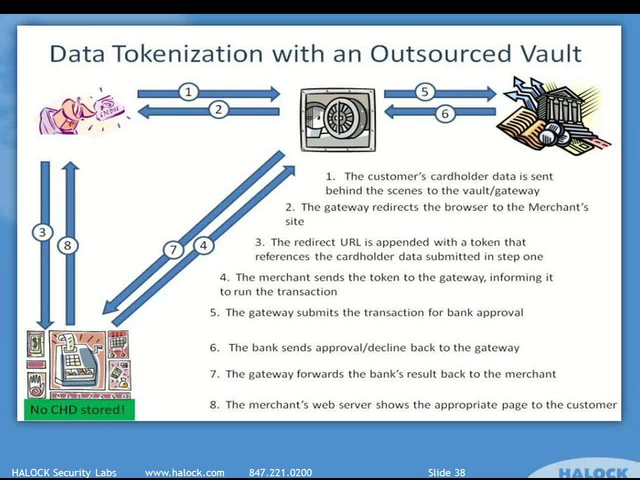 Data Tokenization with an Outsourced Vault
1
2
5
6
1. The customer's cardholder data is sent
behind the scenes to the vault/gateway
2. The gateway redirects the browser to the Merchant's
site
3. The redirect URL is appended with a token that
references the cardholder data submitted in step one
4. The merchant sends the token to the gateway, informing it
to run the transaction
5. The gateway submits the transaction for bank approval
6. The bank sends approval/decline back to the gateway
7. The gateway forwards the bank's result back to the merchant
8. The merchant's web server shows the appropriate page to the customer
3
8
7
4
$
No CHD stored!
HALOCK Security Labs www.halock.com 847.221.0200 Slide 38
HALOCK